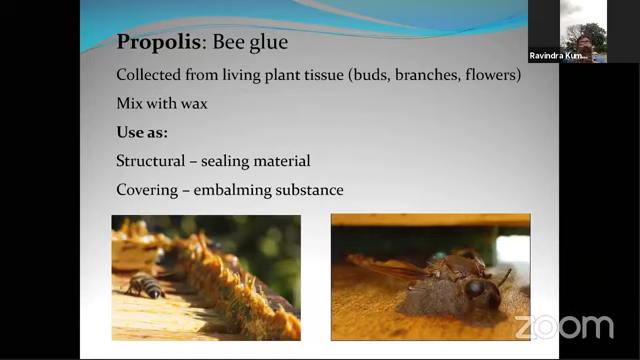 Propolis: Bee glue
Collected from living plant tissue (buds, branches, flowers)
Mix with wax
Use as:
Structural – sealing material
Covering – embalming substance
Ravindra Kum...
zoom